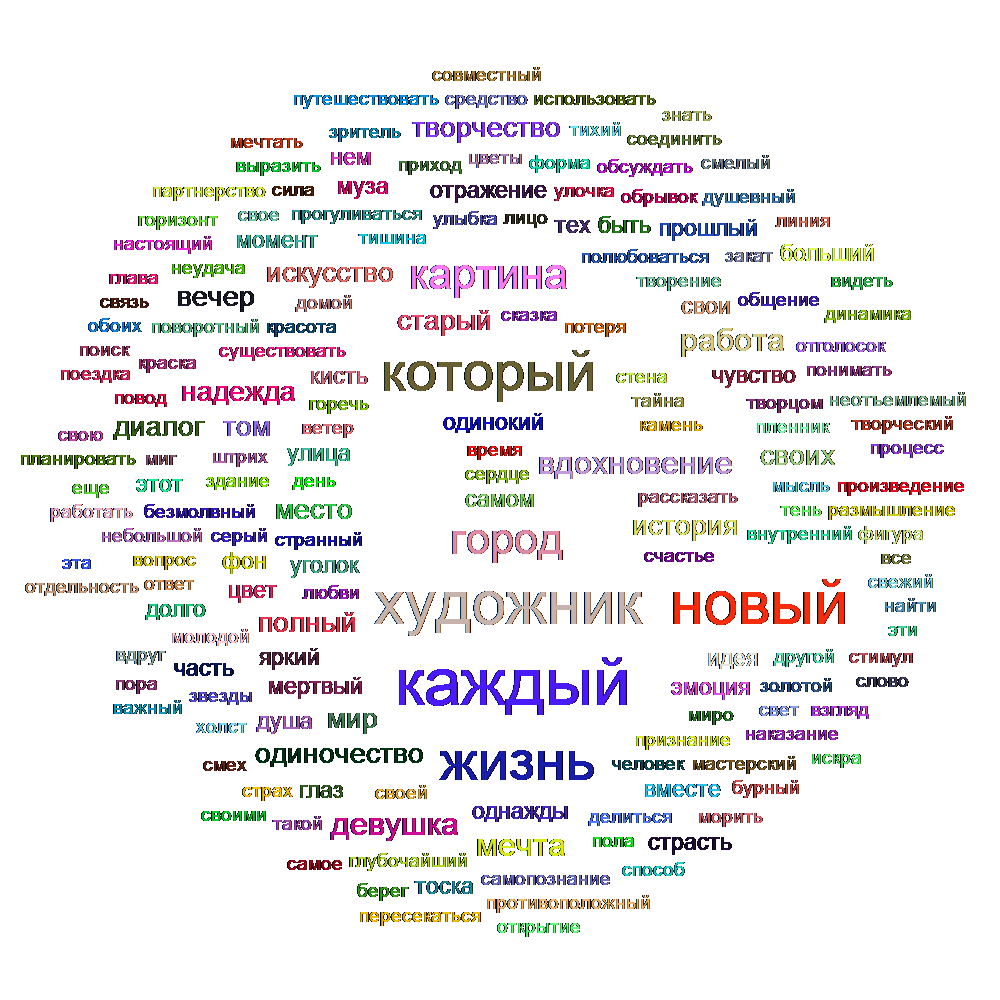 совместный
путешествовать средство использовать
знать
мечтать зритель творчество тихий соединить
выразить нем приход цветы форма обсуждать смелый
партнерство сила муза отражение улочка обрывок душевный
горизонт свое прогуливаться улыбка лицо тех быть прошлый линия
настоящий момент тишина полюбоваться закат больший
глава неудача искусство картина творение видеть
связь вечер домой свои общение
обоих поворотный красота старый сказка потеря динамика
поиск краска существовать работа отголосок
поездка кисть который стена чувство понимать
повод надежда горечь тайна творцом неотъемлемый
свою диалог том ветер одинокий камень пленник творческий
планировать миг штрих улица время вдохновение своих процесс
еще этот здание день сердце мысль произведение
работать безмолвный место самом рассказать тень размышление
небольшой серый странный город история внутренний фигура
эта вопрос фон уголок счастье все
отдельность ответ цвет любви свежий
долго полный художник новый найти
молодой эти
вдруг часть яркий идея другой стимул
пора звезды мертвый каждый эмоция золотой слово
важный холст душа мир миро свет взгляд
признание наказание
смех одиночество жизнь человек мастерский искра
страх глаз своей вместе бурный
своими такой девушка однажды делиться морить
мечта пола страсть
самое глубочайший способ
берег тоска самопознание
пересекаться противоположный
открытие